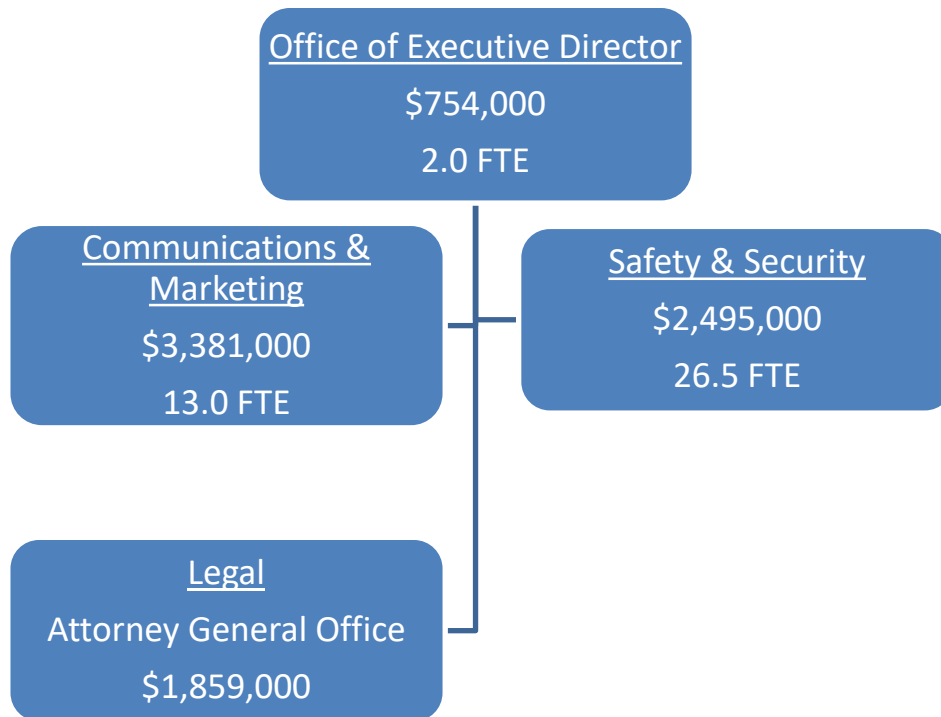 Office of Executive Director
$754,000
2.0 FTE
Communications &
Marketing
$3,381,000
13.0 FTE
Safety & Security
$2,495,000
26.5 FTE
Legal
Attorney General Office
$1,859,000